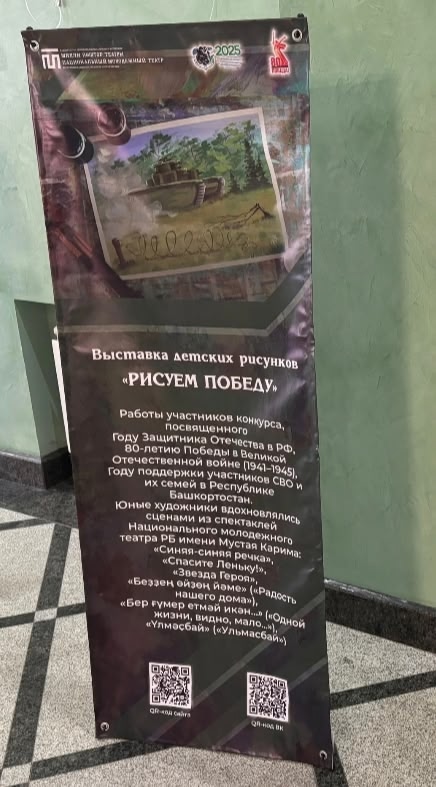 МИЛЛИ ЙӘШТӘР ТЕАТРЫ
НАЦИОНАЛЬНЫЙ МОЛОДЕЖНЫЙ ТЕАТР
2025
80
ПОБЕДА!
Выставка детских рисунков
«РИСУЕМ ПОБЕДУ»
Работы участников конкурса,
посвященного
Году Защитника Отечества в РФ,
80-летию Победы в Великой
Отечественной войне (1941–1945),
Году поддержки участников СВО и
их семей в Республике
Башкортостан.
Юные художники вдохновлялись
сценами из спектаклей
Национального молодежного
театра РБ имени Мустая Карима:
«Синяя-синяя речка»,
«Спасите Леньку!»,
«Звезда Героя»,
«Беҙҙең өйҙөң йәме» («Радость
нашего дома»),
«Бер ғүмер етмәй икән...» («Одной
жизни, видно, мало...»),
«Үлмәҫбай» («Ульмасбай»)
QR-код сайта
QR-код ВК